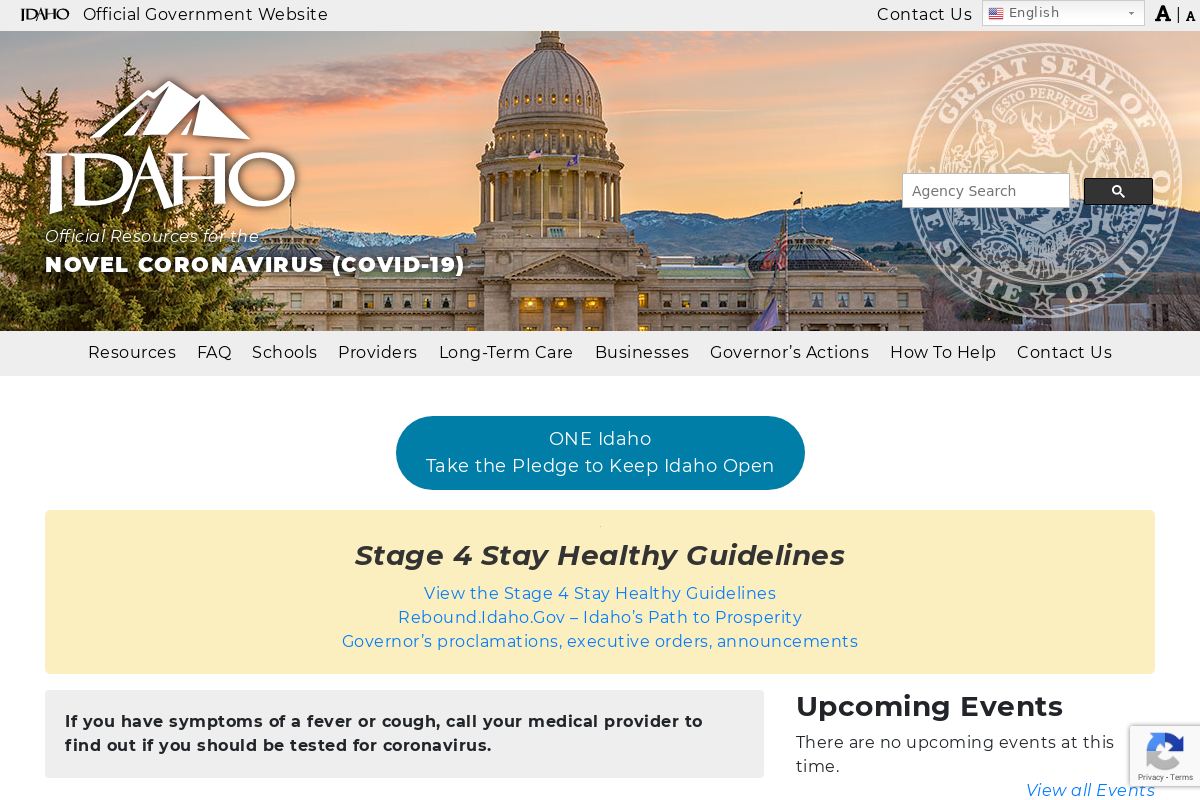 IDAHO Official Government Website
Contact Us
English
A | A
IDAHO
Official Resources for the
NOVEL CORONAVIRUS (COVID-19)
GREAT SEAL OF
ESTO PERPETUA
THE STATE OF IDAHO
Agency Search
Resources FAQ Schools Providers Long-Term Care Businesses Governor’s Actions How To Help Contact Us
ONE Idaho
Take the Pledge to Keep Idaho Open
Stage 4 Stay Healthy Guidelines
View the Stage 4 Stay Healthy Guidelines
Rebound.Idaho.Gov – Idaho’s Path to Prosperity
Governor’s proclamations, executive orders, announcements
If you have symptoms of a fever or cough, call your medical provider to
find out if you should be tested for coronavirus.
Upcoming Events
There are no upcoming events at this
time.
View all Events
Privacy - Terms